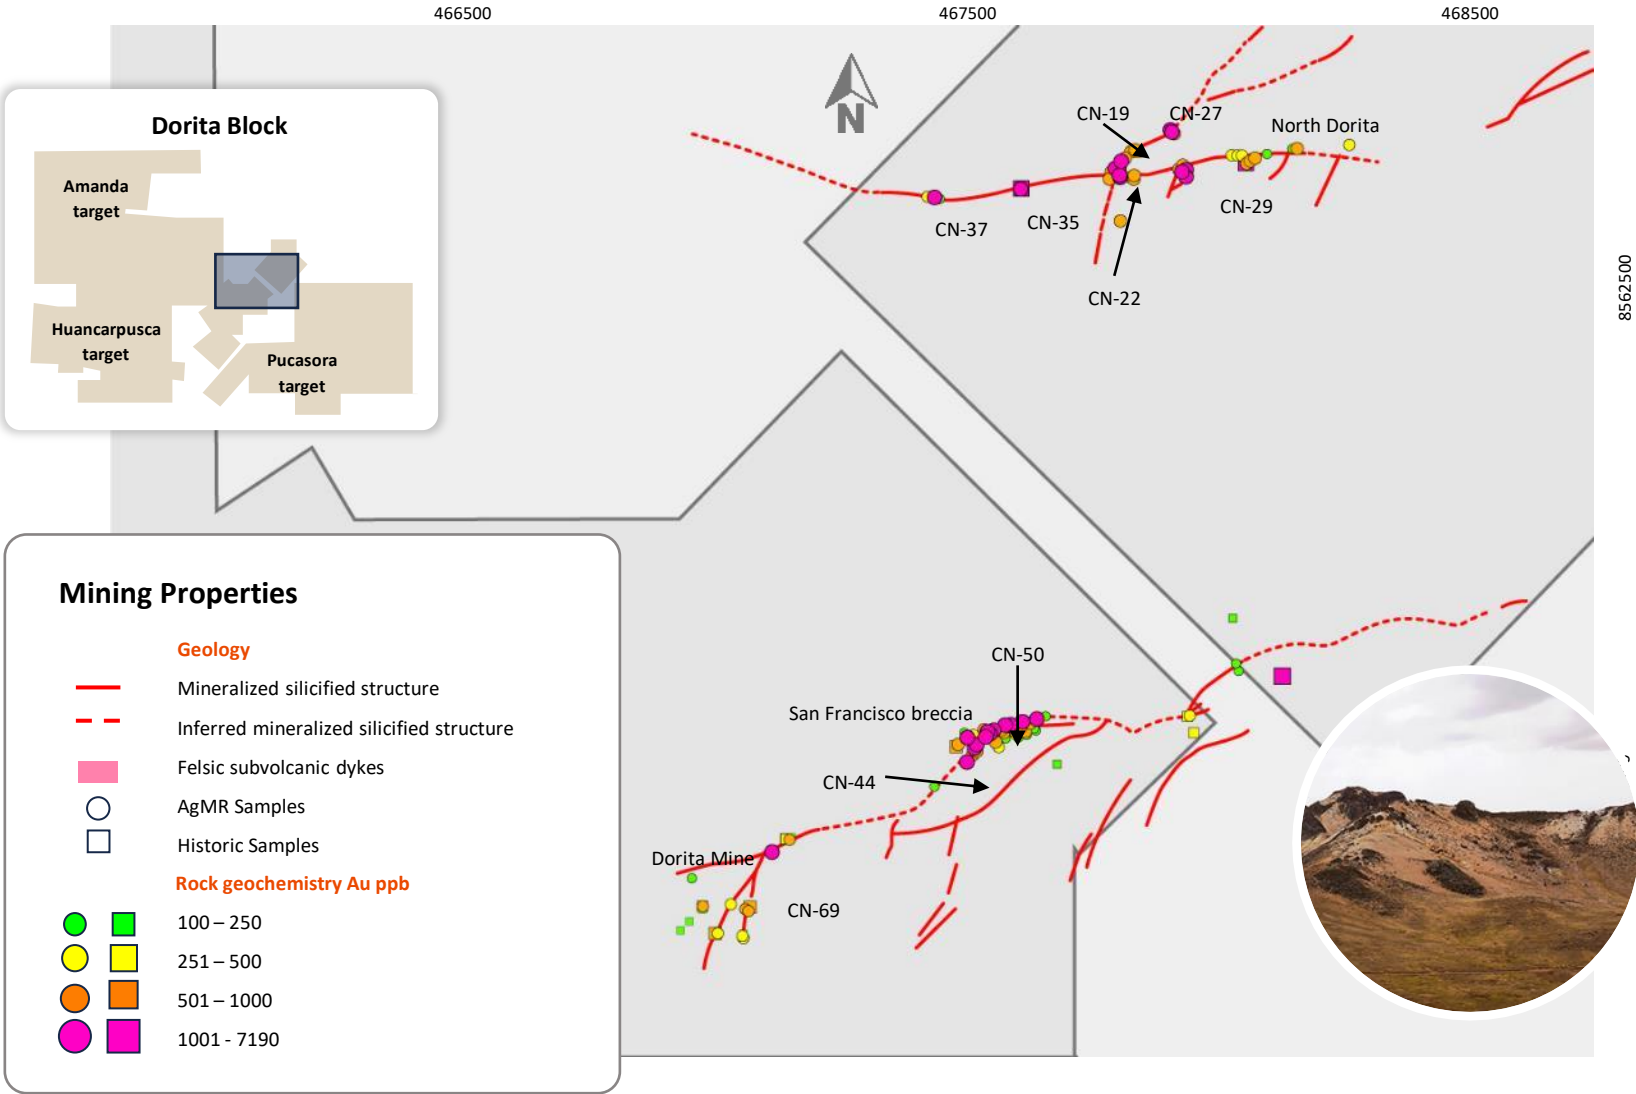 466500
467500
468500
Dorita Block
Amanda
target
Huancarpusca
target
Pucasora
target
N
CN-19
CN-27
North Dorita
CN-37
CN-35
CN-29
CN-22
8562500
Mining Properties
Geology
Mineralized silicified structure
Inferred mineralized silicified structure
Felsic subvolcanic dykes
AgMR Samples
Historic Samples
Rock geochemistry Au ppb
100 – 250
251 – 500
501 – 1000
1001 - 7190
CN-50
San Francisco breccia
CN-44
Dorita Mine
CN-69